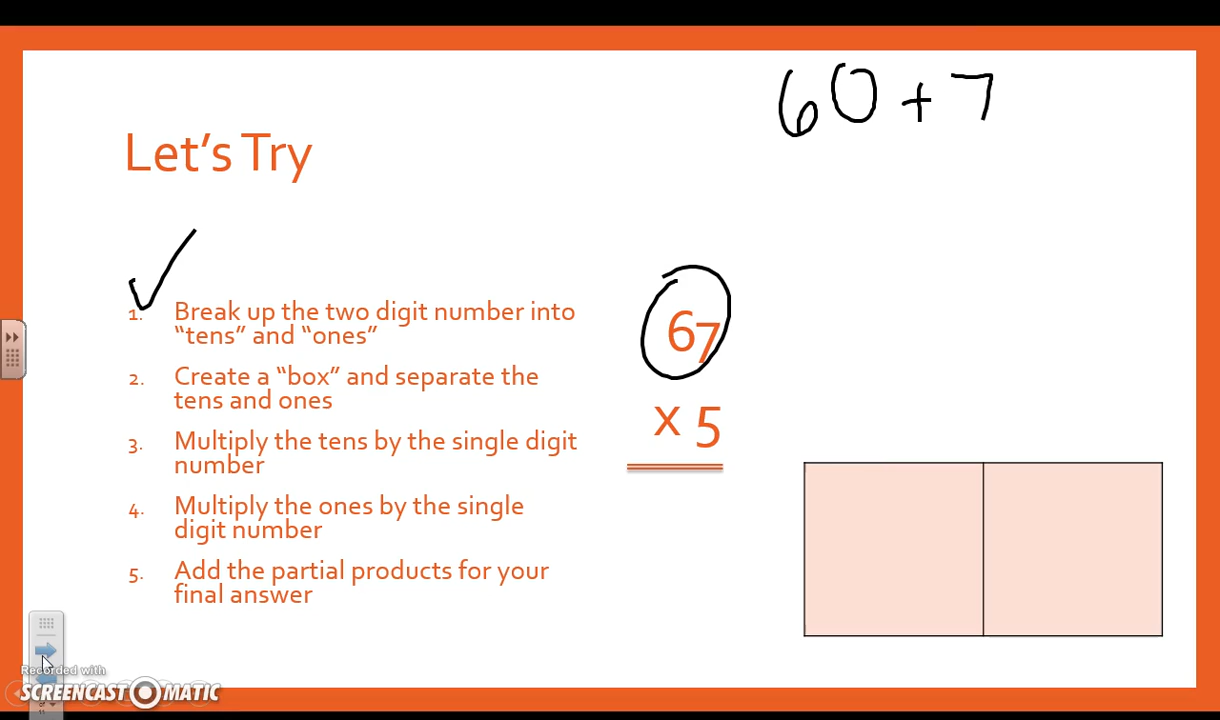 60 + 7
Let's Try
1. Break up the two digit number into
"tens" and "ones"
2. Create a "box" and separate the
tens and ones
3. Multiply the tens by the single digit
number
4. Multiply the ones by the single
digit number
5. Add the partial products for your
final answer
67
x 5
Recorded with
SCREENCAST O MATIC